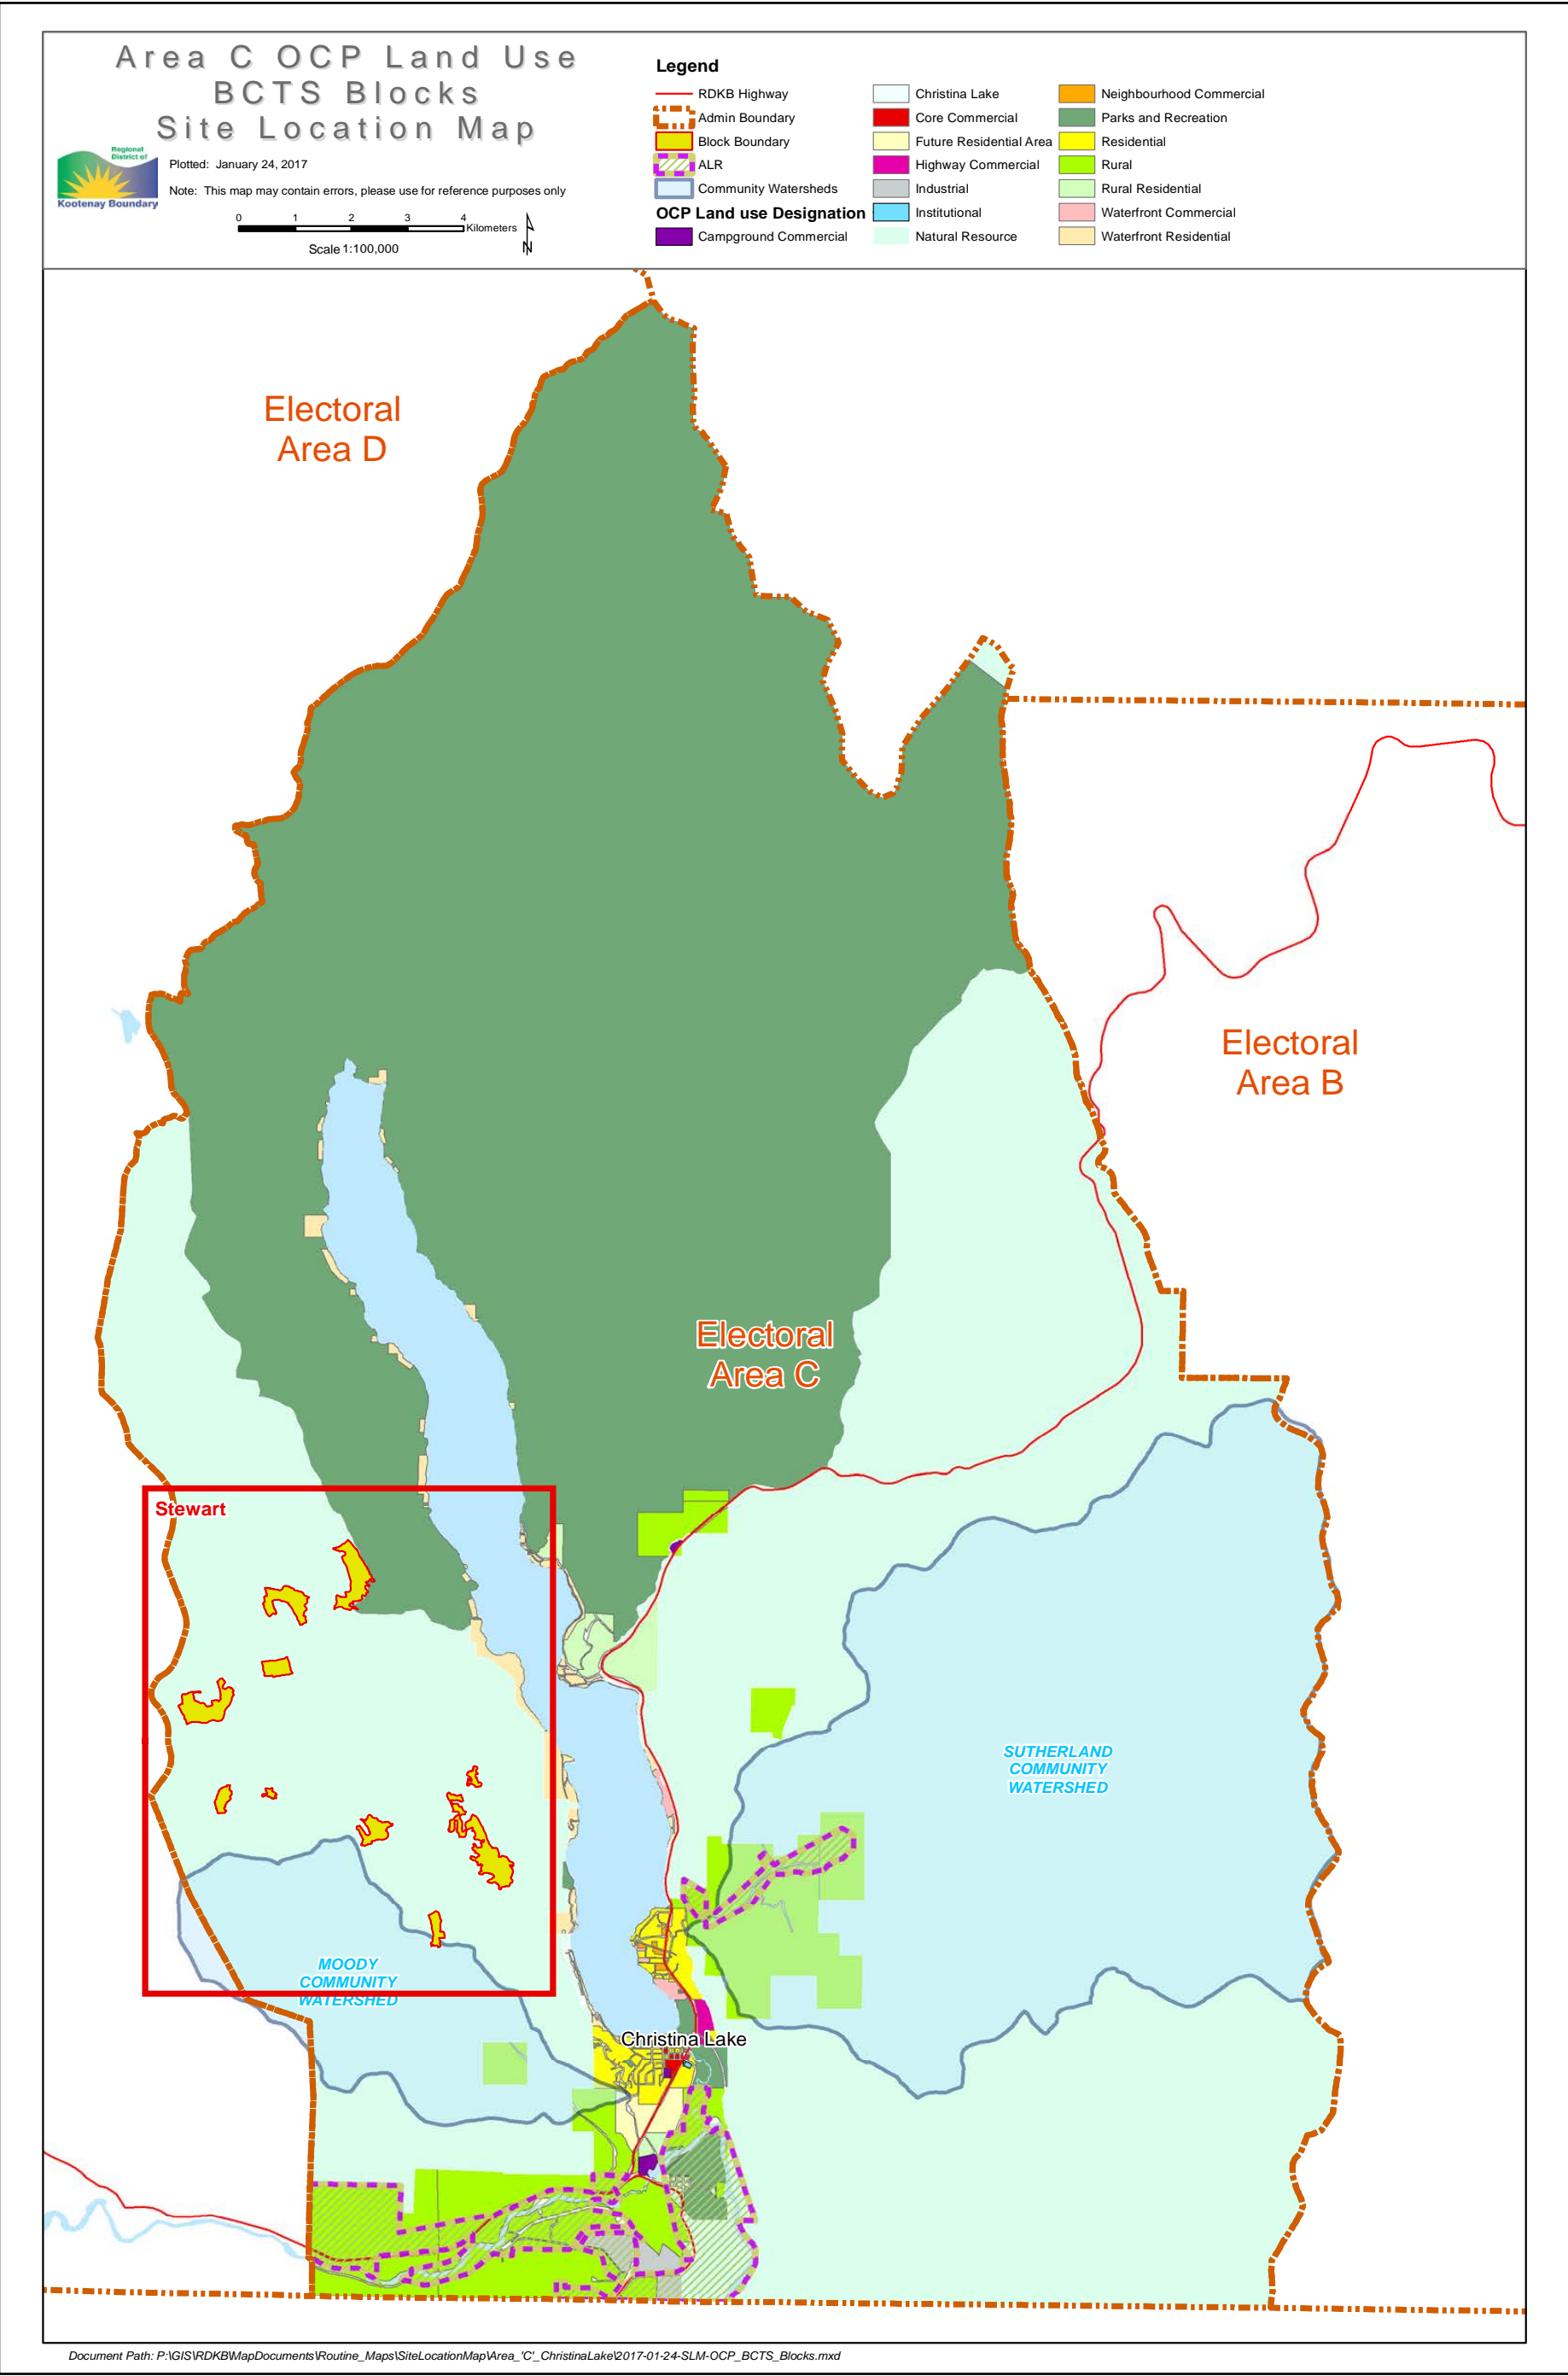 Area C OCP Land Use
BCTS Blocks
Site Location Map
Regional
District of
Kootenay Boundary
Plotted: January 24, 2017
Note: This map may contain errors, please use for reference purposes only
0 1 2 3 4
Kilometers
Scale 1:100,000
N
Legend
RDKB Highway
Admin Boundary
Block Boundary
ALR
Community Watersheds
OCP Land use Designation
Campground Commercial
Christina Lake
Core Commercial
Future Residential Area
Highway Commercial
Industrial
Institutional
Natural Resource
Neighbourhood Commercial
Parks and Recreation
Residential
Rural
Rural Residential
Waterfront Commercial
Waterfront Residential
Electoral
Area D
Electoral
Area B
Electoral
Area C
Stewart
SUTHERLAND
COMMUNITY
WATERSHED
MOODY
COMMUNITY
WATERSHED
Christina Lake
Document Path: P:\GIS\RDKB\MapDocuments\Routine_Maps\SiteLocationMap\Area_'C'_ChristinaLake\2017-01-24-SLM-OCP_BCTS_Blocks.mxd